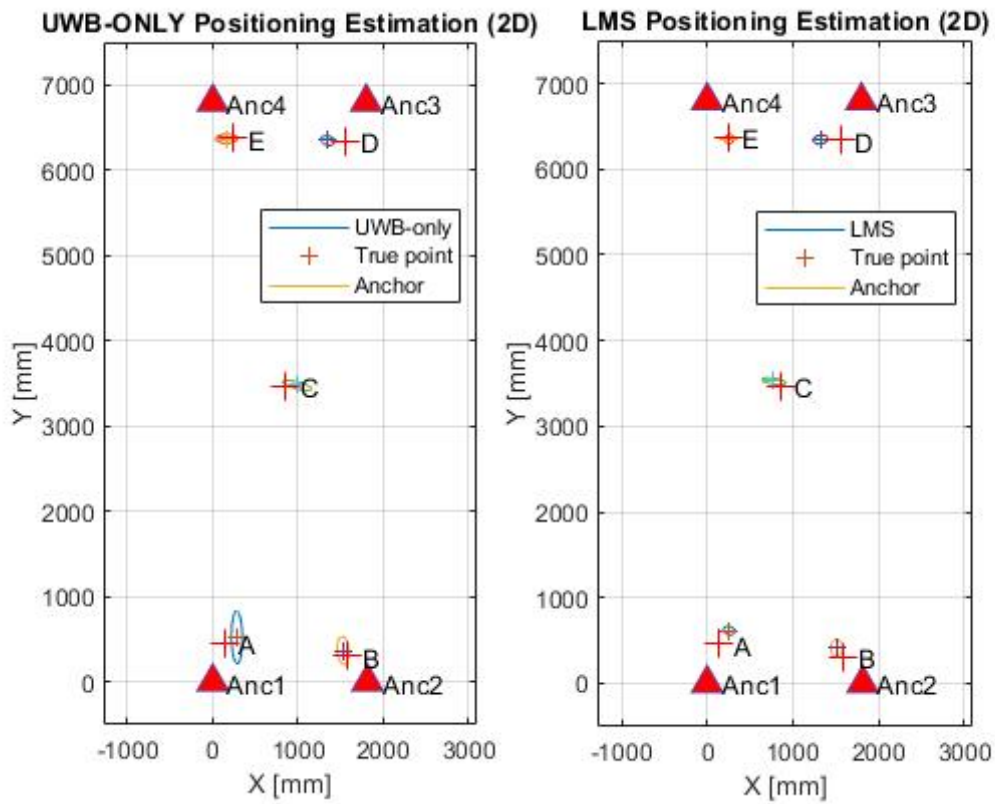 UWB-ONLY Positioning Estimation (2D)
7000
6000
5000
4000
3000
2000
1000
0
Y [mm]
Anc4
Anc3
E
D
UWB-only
True point
Anchor
C
A
B
Anc1
Anc2
-1000
0
1000
2000
3000
X [mm]
LMS Positioning Estimation (2D)
7000
6000
5000
4000
3000
2000
1000
0
Y [mm]
Anc4
Anc3
E
D
LMS
True point
Anchor
C
A
B
Anc1
Anc2
-1000
0
1000
2000
3000
X [mm]